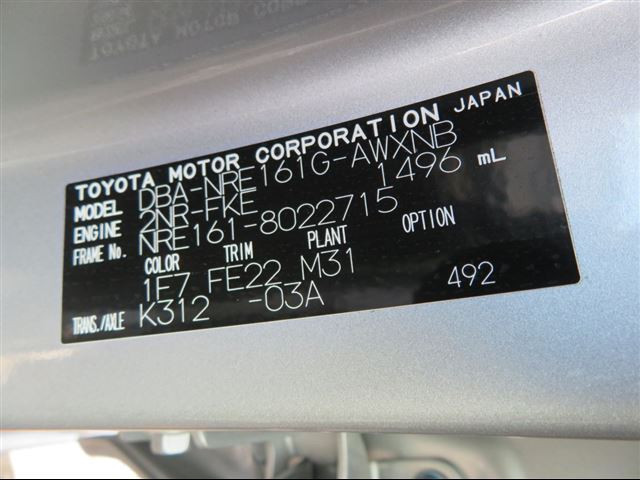 TOYOTA MOTOR CORPORATION JAPAN
MODEL DBA-NRE161G-AWXNB
ENGINE 2NR-FKE 1496 mL
FRAME No. NRE161-8022715
COLOR TRIM PLANT OPTION
1F7 FE22 M31
TRANS./AXLE K312 -03A 492